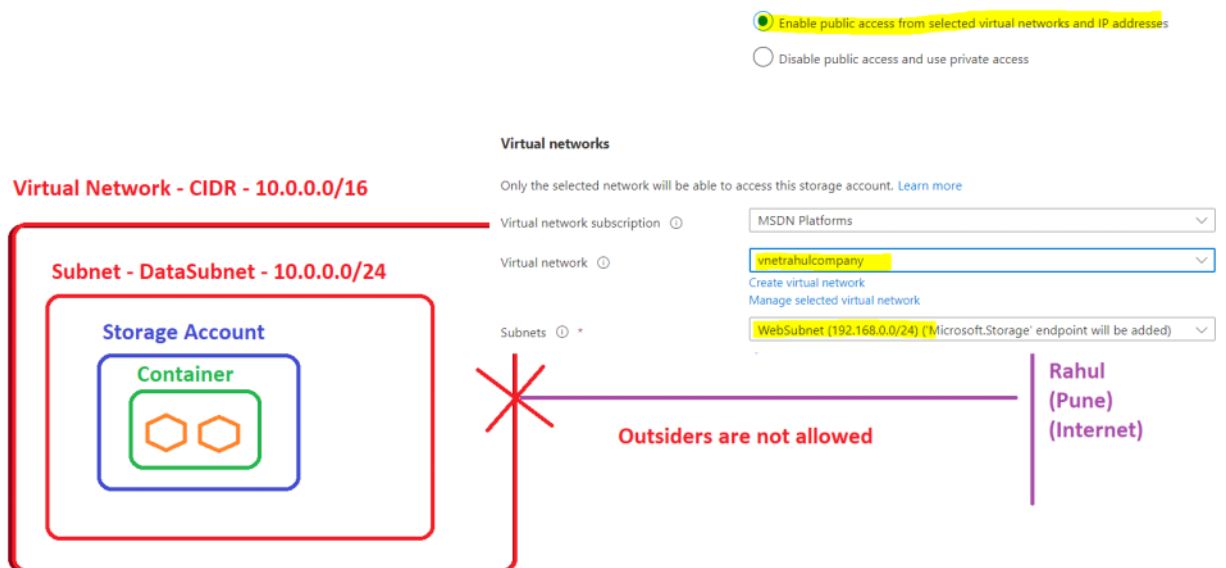 Enable public access from selected virtual networks and IP addresses
Disable public access and use private access
Virtual networks
Only the selected network will be able to access this storage account. Learn more
Virtual network subscription
MSDN Platforms
Virtual network
vnetrahulcompany
Create virtual network
Manage selected virtual network
Subnets *
WebSubnet (192.168.0.0/24) ('Microsoft.Storage' endpoint will be added)
Virtual Network - CIDR - 10.0.0.0/16
Subnet - DataSubnet - 10.0.0.0/24
Storage Account
Container
Outsiders are not allowed
Rahul
(Pune)
(Internet)